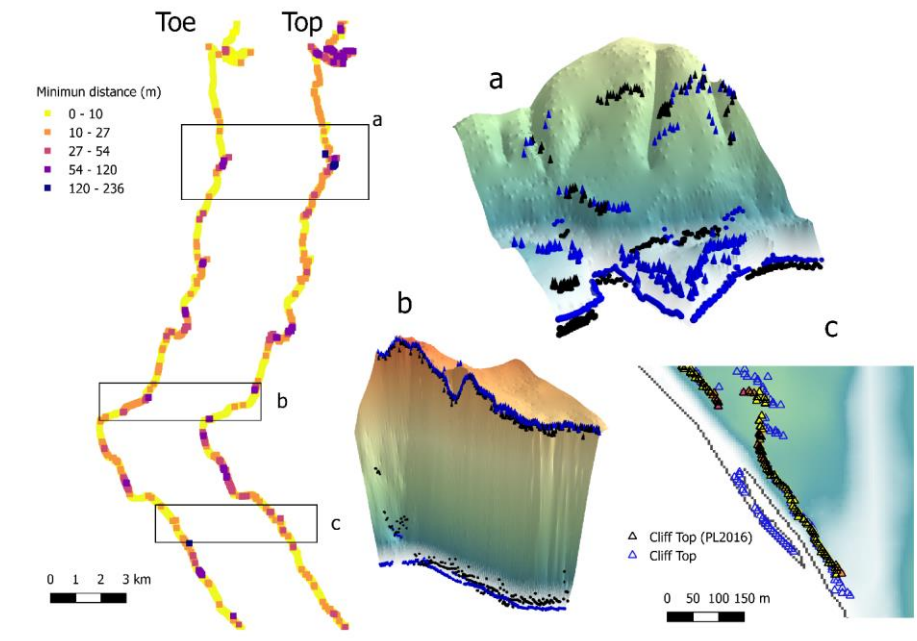 Toe Top
Minimun distance (m)
0 - 10
10 - 27
27 - 54
54 - 120
120 - 236
a
b
c
0 1 2 3 km
a
b
c
Cliff Top (PL2016)
Cliff Top
0 50 100 150 m